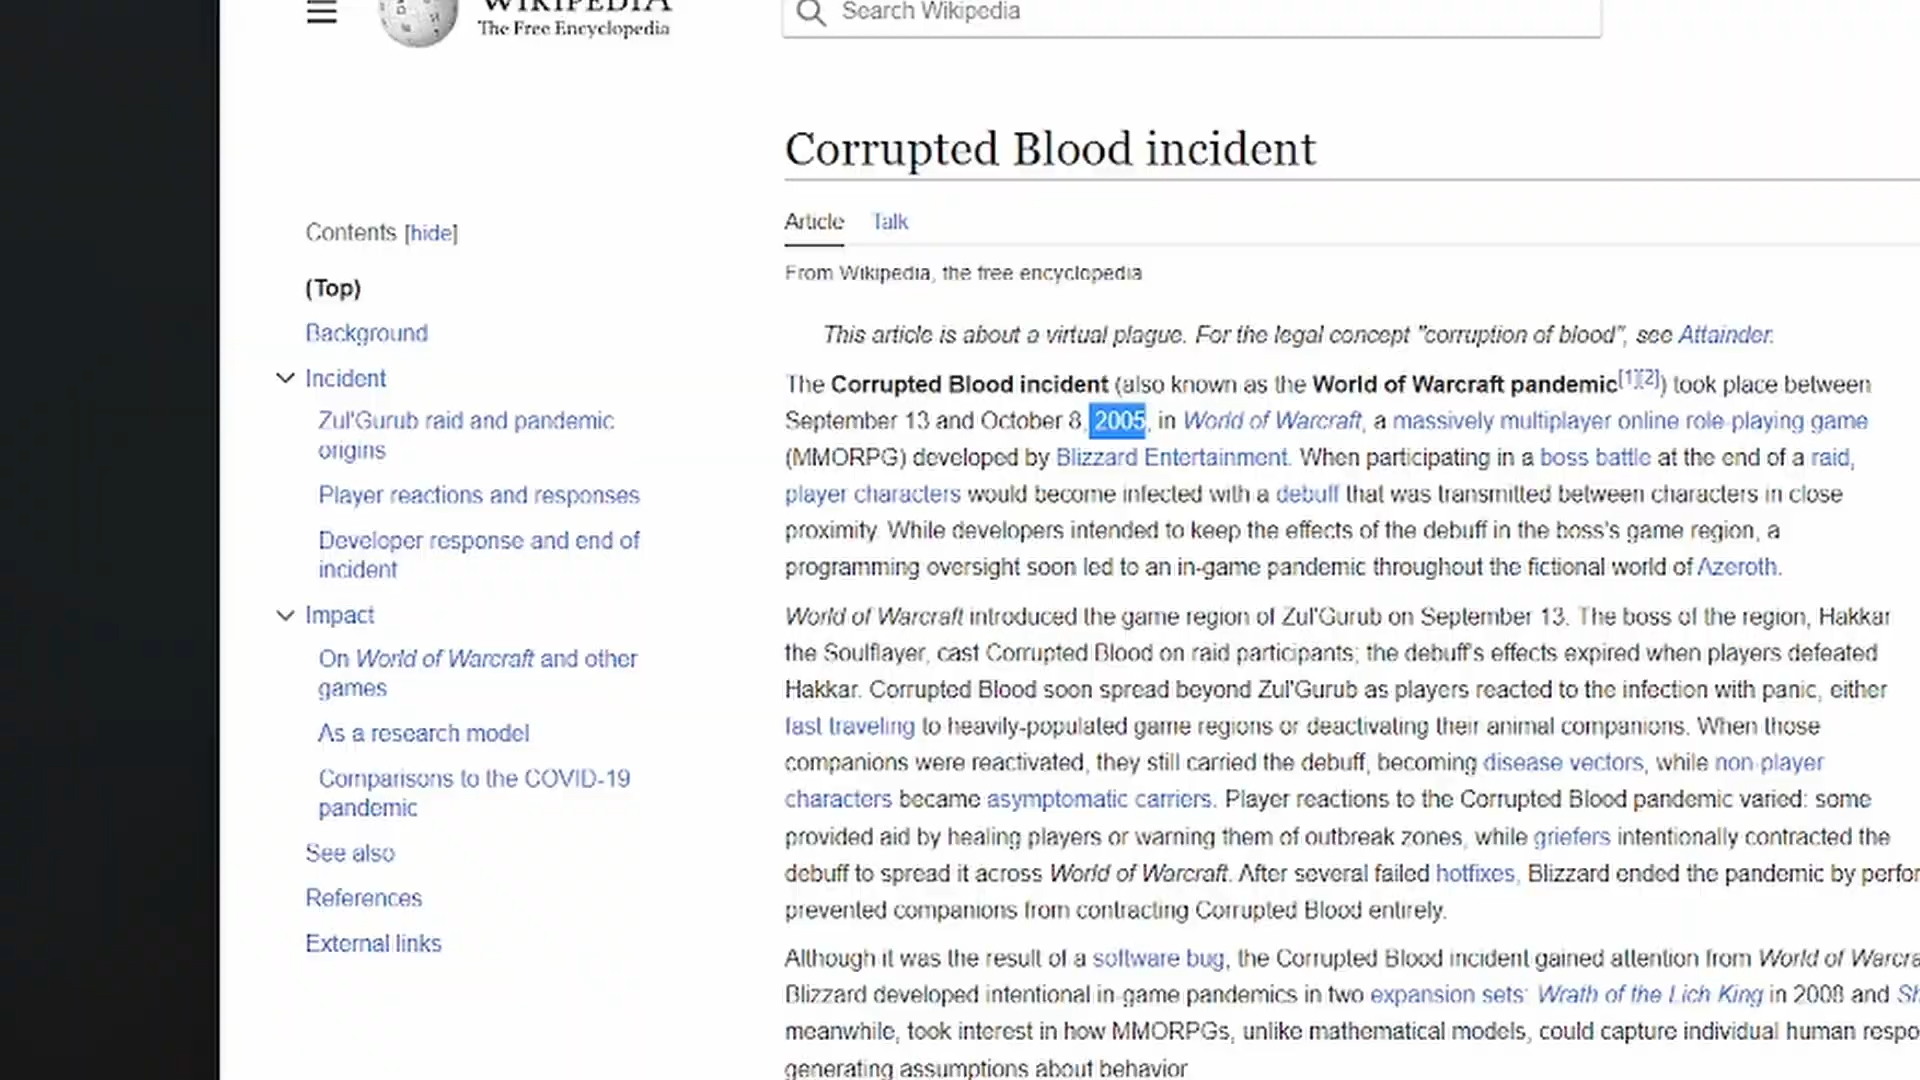 WIKIPEDIA
The Free Encyclopedia
Search Wikipedia
Corrupted Blood incident
Article Talk
From Wikipedia, the free encyclopedia
Contents [hide]
(Top)
Background
Incident
Zul'Gurub raid and pandemic
origins
Player reactions and responses
Developer response and end of
incident
Impact
On World of Warcraft and other
games
As a research model
Comparisons to the COVID-19
pandemic
See also
References
External links
This article is about a virtual plague. For the legal concept "corruption of blood", see Attainder.
The Corrupted Blood incident (also known as the World of Warcraft pandemic[1][2]) took place between
September 13 and October 8, 2005, in World of Warcraft, a massively multiplayer online role-playing game
(MMORPG) developed by Blizzard Entertainment. When participating in a boss battle at the end of a raid,
player characters would become infected with a debuff that was transmitted between characters in close
proximity. While developers intended to keep the effects of the debuff in the boss's game region, a
programming oversight soon led to an in-game pandemic throughout the fictional world of Azeroth.
World of Warcraft introduced the game region of Zul'Gurub on September 13. The boss of the region, Hakkar
the Soulflayer, cast Corrupted Blood on raid participants; the debuff's effects expired when players defeated
Hakkar. Corrupted Blood soon spread beyond Zul'Gurub as players reacted to the infection with panic, either
fast traveling to heavily-populated game regions or deactivating their animal companions. When those
companions were reactivated, they still carried the debuff, becoming disease vectors, while non-player
characters became asymptomatic carriers. Player reactions to the Corrupted Blood pandemic varied: some
provided aid by healing players or warning them of outbreak zones, while griefers intentionally contracted the
debuff to spread it across World of Warcraft. After several failed hotfixes, Blizzard ended the pandemic by perfor
prevented companions from contracting Corrupted Blood entirely.
Although it was the result of a software bug, the Corrupted Blood incident gained attention from World of Warcra
Blizzard developed intentional in-game pandemics in two expansion sets: Wrath of the Lich King in 2008 and Sh
meanwhile, took interest in how MMORPGs, unlike mathematical models, could capture individual human respo
generating assumptions about behavior